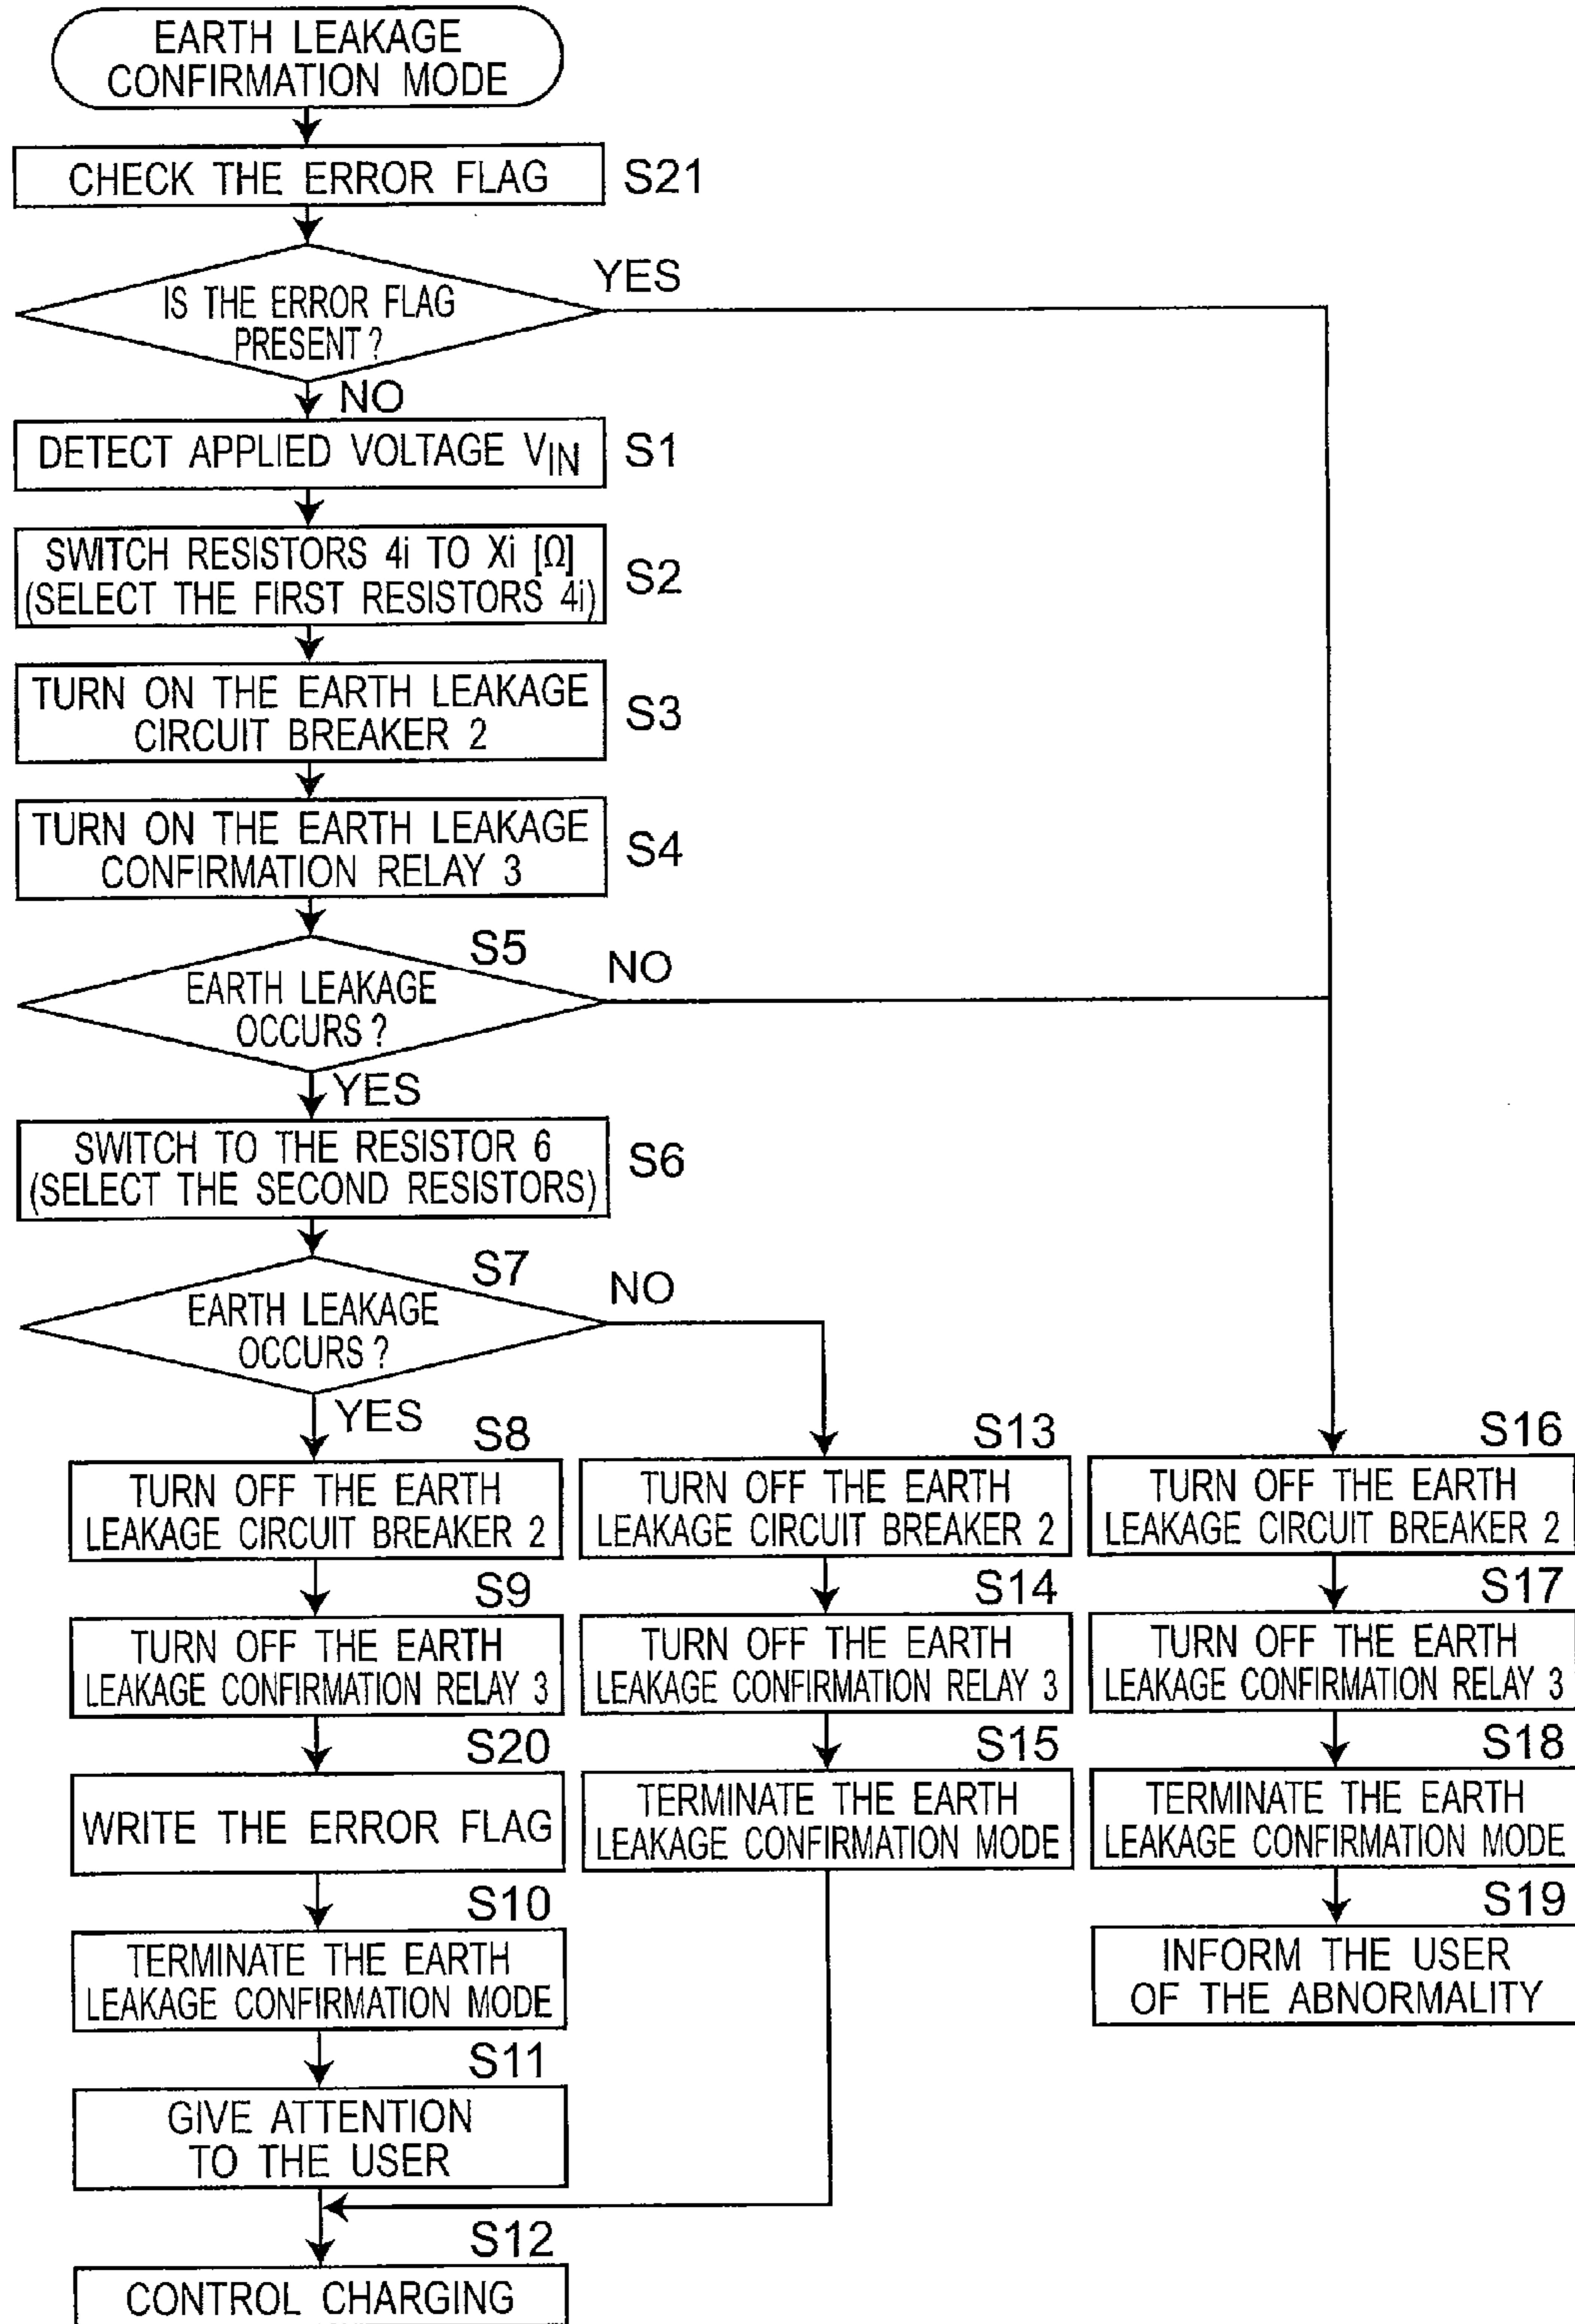 EARTH LEAKAGE
CONFIRMATION MODE
CHECK THE ERROR FLAG
S21
IS THE ERROR FLAG
PRESENT?
YES
NO
DETECT APPLIED VOLTAGE VIN
S1
SWITCH RESISTORS 4i TO Xi [Ω]
(SELECT THE FIRST RESISTORS 4i)
S2
TURN ON THE EARTH LEAKAGE
CIRCUIT BREAKER 2
S3
TURN ON THE EARTH LEAKAGE
CONFIRMATION RELAY 3
S4
S5
EARTH LEAKAGE
OCCURS?
NO
YES
SWITCH TO THE RESISTOR 6
(SELECT THE SECOND RESISTORS)
S6
S7
EARTH LEAKAGE
OCCURS?
NO
YES
S8
TURN OFF THE EARTH
LEAKAGE CIRCUIT BREAKER 2
S9
TURN OFF THE EARTH
LEAKAGE CONFIRMATION RELAY 3
S20
WRITE THE ERROR FLAG
S10
TERMINATE THE EARTH
LEAKAGE CONFIRMATION MODE
S11
GIVE ATTENTION
TO THE USER
S12
CONTROL CHARGING
S13
TURN OFF THE EARTH
LEAKAGE CIRCUIT BREAKER 2
S14
TURN OFF THE EARTH
LEAKAGE CONFIRMATION RELAY 3
S15
TERMINATE THE EARTH
LEAKAGE CONFIRMATION MODE
S16
TURN OFF THE EARTH
LEAKAGE CIRCUIT BREAKER 2
S17
TURN OFF THE EARTH
LEAKAGE CONFIRMATION RELAY 3
S18
TERMINATE THE EARTH
LEAKAGE CONFIRMATION MODE
S19
INFORM THE USER
OF THE ABNORMALITY